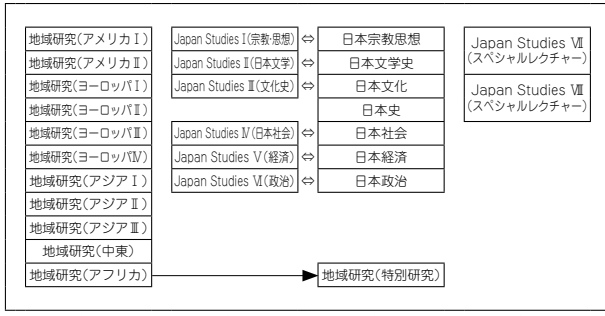 地域研究(アメリカⅠ)
地域研究(アメリカⅡ)
地域研究(ヨーロッパⅠ)
地域研究(ヨーロッパⅡ)
地域研究(ヨーロッパⅢ)
地域研究(ヨーロッパⅣ)
地域研究(アジアⅠ)
地域研究(アジアⅡ)
地域研究(アジアⅢ)
地域研究(中東)
地域研究(アフリカ)
Japan Studies Ⅰ(宗教・思想) ⇔ 日本宗教思想
Japan Studies Ⅱ(日本文学) ⇔ 日本文学史
Japan Studies Ⅲ(文化史) ⇔ 日本文化
日本史
Japan Studies Ⅳ(日本社会) ⇔ 日本社会
Japan Studies Ⅴ(経済) ⇔ 日本経済
Japan Studies Ⅵ(政治) ⇔ 日本政治
地域研究(特別研究)
Japan Studies Ⅶ
(スペシャルレクチャー)
Japan Studies Ⅷ
(スペシャルレクチャー)